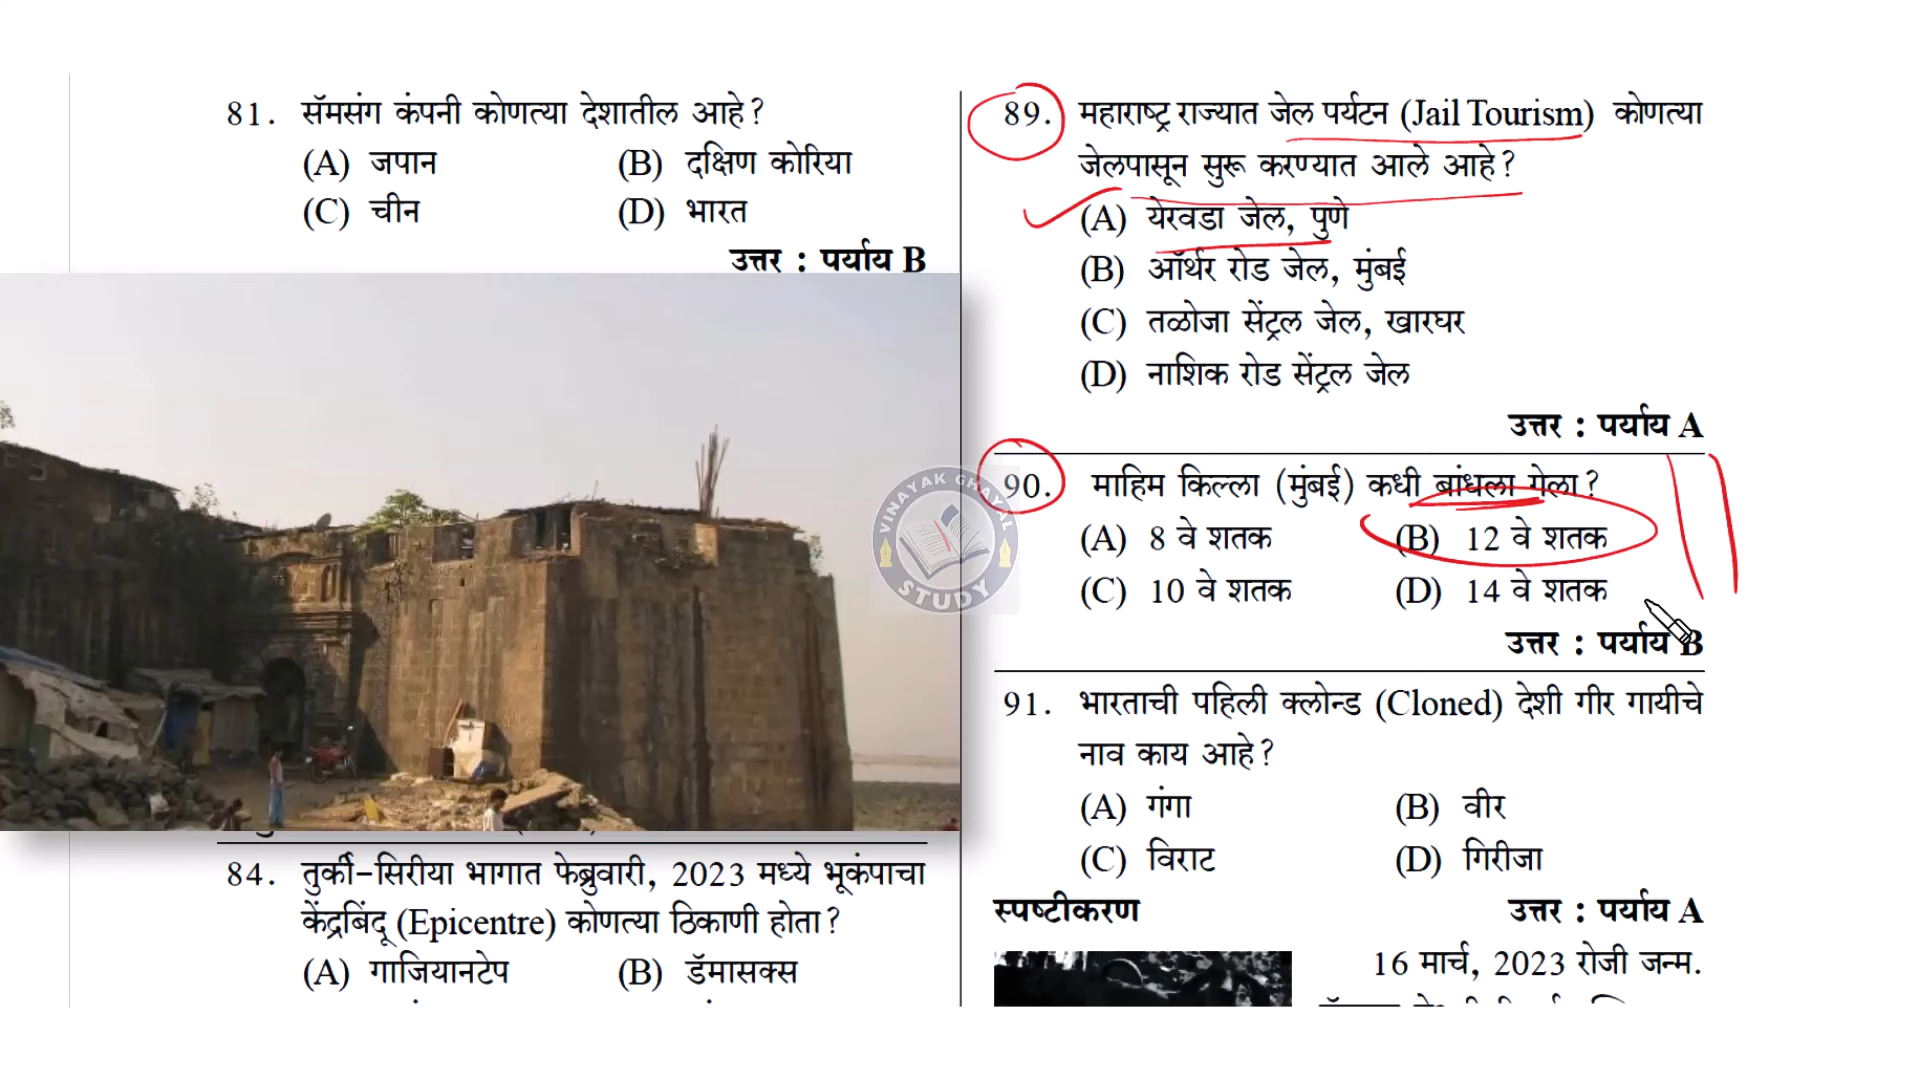 81. सॅमसंग कंपनी कोणत्या देशातील आहे?
(A) जपान (B) दक्षिण कोरिया
(C) चीन (D) भारत
उत्तर : पर्याय B
84. तुर्की-सिरीया भागात फेब्रुवारी, 2023 मध्ये भूकंपाचा
केंद्रबिंदू (Epicentre) कोणत्या ठिकाणी होता?
(A) गाजियानटेप (B) डॅमासक्स
VINAYAK GHAYAL
STUDY
89. महाराष्ट्र राज्यात जेल पर्यटन (Jail Tourism) कोणत्या
जेलपासून सुरू करण्यात आले आहे?
(A) येरवडा जेल, पुणे
(B) ऑर्थर रोड जेल, मुंबई
(C) तळोजा सेंट्रल जेल, खारघर
(D) नाशिक रोड सेंट्रल जेल
उत्तर : पर्याय A
90. माहिम किल्ला (मुंबई) कधी बांधला गेला?
(A) 8 वे शतक (B) 12 वे शतक
(C) 10 वे शतक (D) 14 वे शतक
उत्तर : पर्याय B
91. भारताची पहिली क्लोन्ड (Cloned) देशी गीर गायीचे
नाव काय आहे?
(A) गंगा (B) वीर
(C) विराट (D) गिरीजा
स्पष्टीकरण उत्तर : पर्याय A
16 मार्च, 2023 रोजी जन्म.